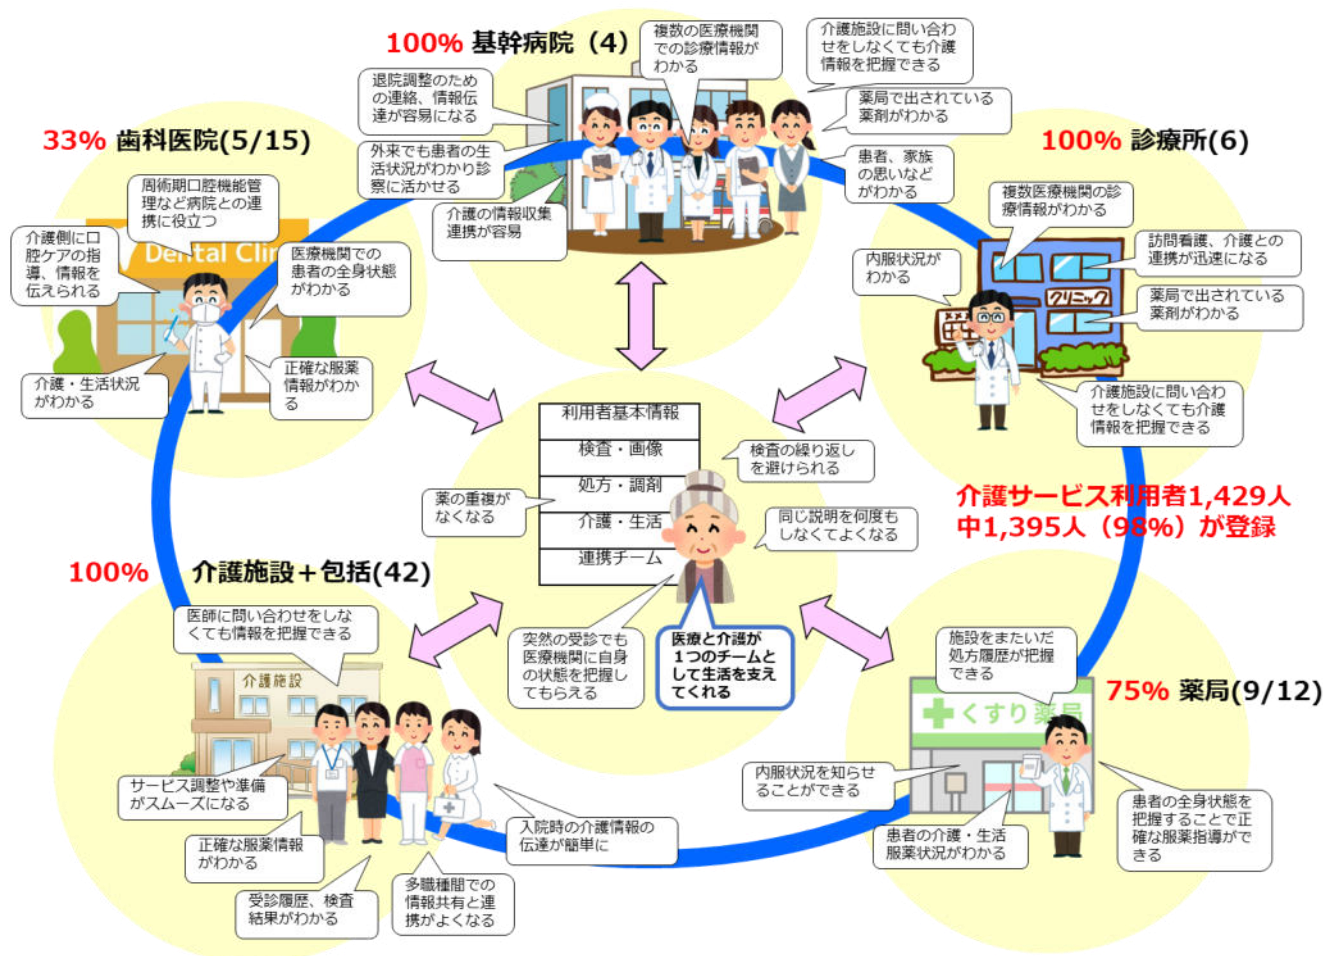 100% 基幹病院（4）
複数の医療機関
での診療情報が
わかる
介護施設に問い合わ
せをしなくても介護
情報を把握できる
退院調整のため
の連絡、情報伝
達が容易になる
薬局で出されている
薬剤がわかる
外来でも患者の生
活状況がわかり診
察に活かせる
患者、家族
の思いなど
がわかる
介護の情報収集
連携が容易
33% 歯科医院(5/15)
周術期口腔機能管
理など病院との連
携に役立つ
介護側に口
腔ケアの指
導、情報を
伝えられる
Dental Clin
医療機関での
患者の全身状態
がわかる
介護・生活状況
がわかる
正確な服薬
情報がわか
る
100% 診療所(6)
複数医療機関の診
療情報がわかる
内服状況が
わかる
訪問看護、介護との
連携が迅速になる
クリニック
薬局で出されている
薬剤がわかる
介護施設に問い合わ
せをしなくても介護
情報を把握できる
利用者基本情報
検査・画像
処方・調剤
介護・生活
連携チーム
検査の繰り返し
を避けられる
薬の重複が
なくなる
同じ説明を何度も
しなくてよくなる
突然の受診でも
医療機関に自身
の状態を把握し
てもらえる
医療と介護が
１つのチームと
して生活を支え
てくれる
介護サービス利用者1,429人
中1,395人（98%）が登録
100% 介護施設＋包括(42)
医師に問い合わせをしな
くても情報を把握できる
介護施設
サービス調整や準備
がスムーズになる
正確な服薬情報
がわかる
受診履歴、検査
結果がわかる
多職種間での
情報共有と連
携がよくなる
入院時の介護情報の
伝達が簡単に
75% 薬局(9/12)
施設をまたいだ
処方履歴が把握
できる
くすり薬局
内服状況を知らせ
ることができる
患者の介護・生活
服薬状況がわかる
患者の全身状態を
把握することで正
確な服薬指導がで
きる